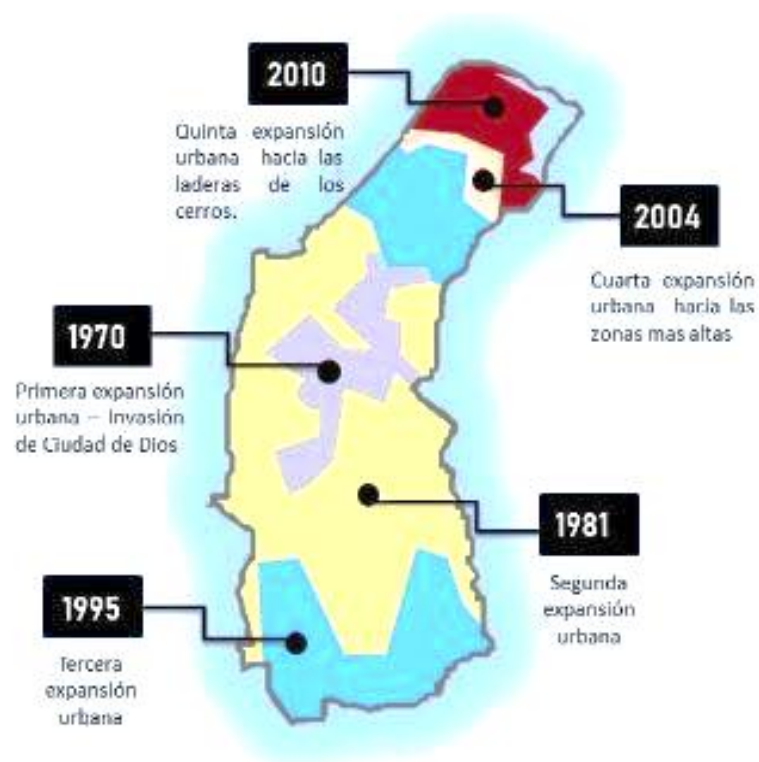 2010
Quinta expansión
urbana hacia las
laderas de los
cerros.
2004
Cuarta expansión
urbana hacia las
zonas mas altas
1970
Primera expansión
urbana – Invasión
de Ciudad de Dios
1981
Segunda
expansión
urbana
1995
Tercera
expansión
urbana